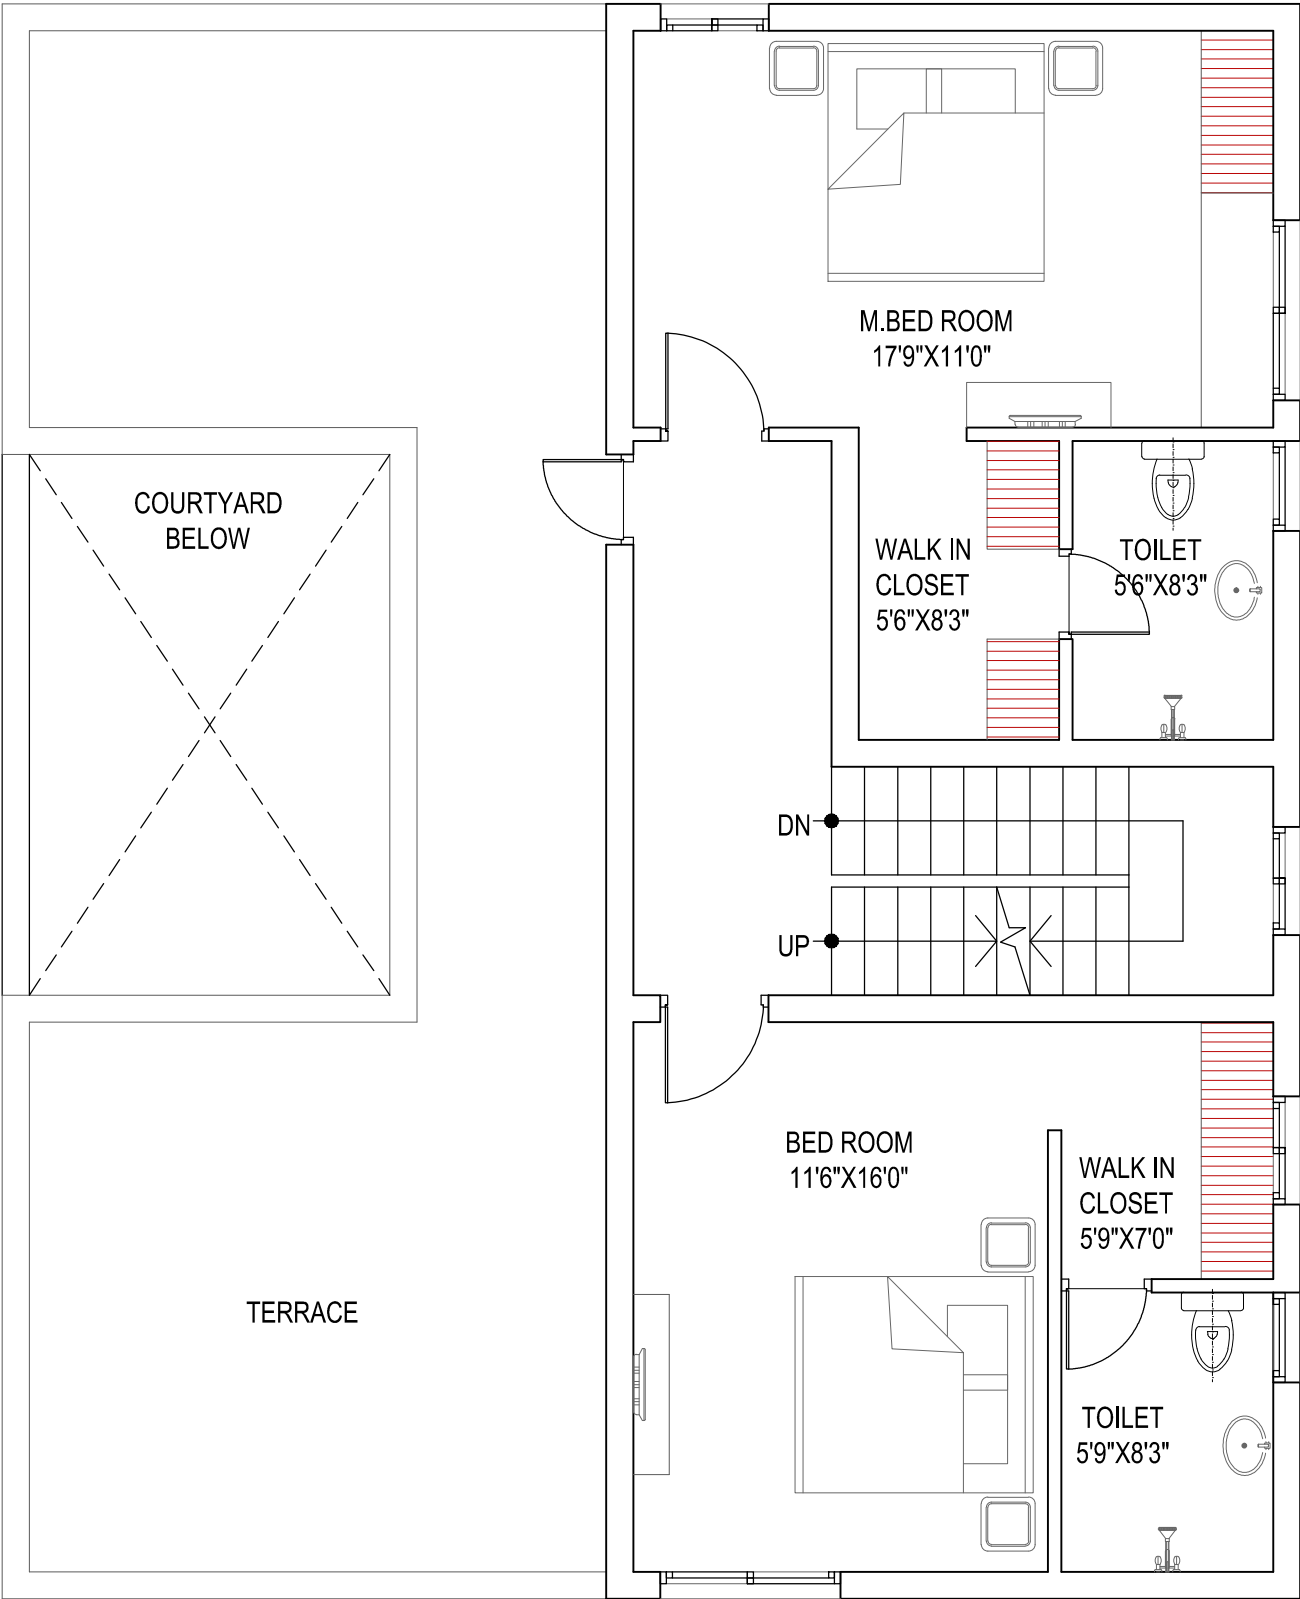 M.BED ROOM
17'9"X11'0"
COURTYARD
BELOW
WALK IN
CLOSET
5'6"X8'3"
TOILET
5'6"X8'3"
DN
UP
BED ROOM
11'6"X16'0"
WALK IN
CLOSET
5'9"X7'0"
TERRACE
TOILET
5'9"X8'3"